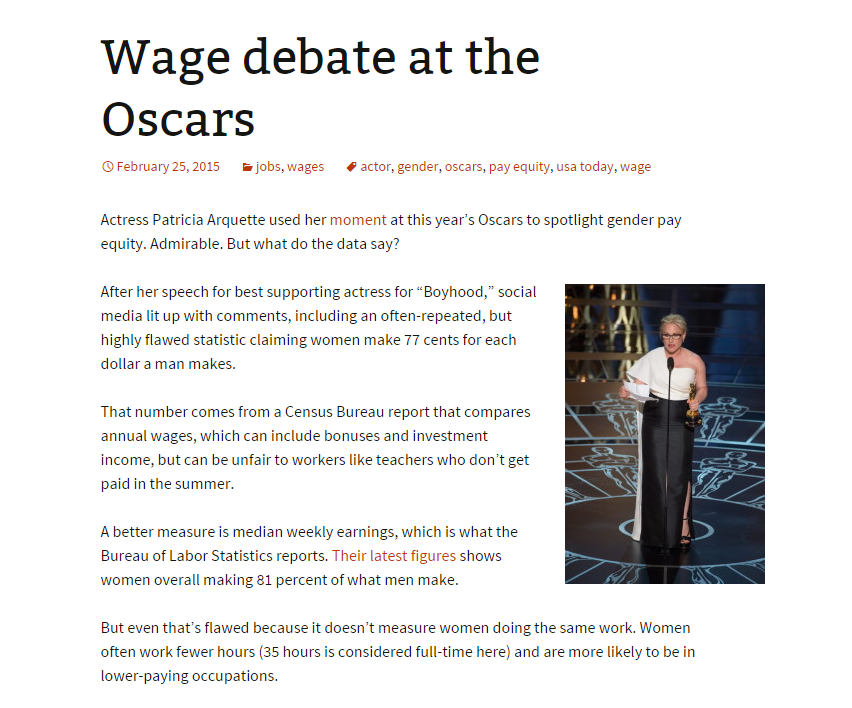 Wage debate at the
Oscars
February 25, 2015 jobs, wages actor, gender, oscars, pay equity, usa today, wage
Actress Patricia Arquette used her moment at this year’s Oscars to spotlight gender pay
equity. Admirable. But what do the data say?
After her speech for best supporting actress for “Boyhood,” social
media lit up with comments, including an often-repeated, but
highly flawed statistic claiming women make 77 cents for each
dollar a man makes.
That number comes from a Census Bureau report that compares
annual wages, which can include bonuses and investment
income, but can be unfair to workers like teachers who don’t get
paid in the summer.
A better measure is median weekly earnings, which is what the
Bureau of Labor Statistics reports. Their latest figures shows
women overall making 81 percent of what men make.
But even that’s flawed because it doesn’t measure women doing the same work. Women
often work fewer hours (35 hours is considered full-time here) and are more likely to be in
lower-paying occupations.